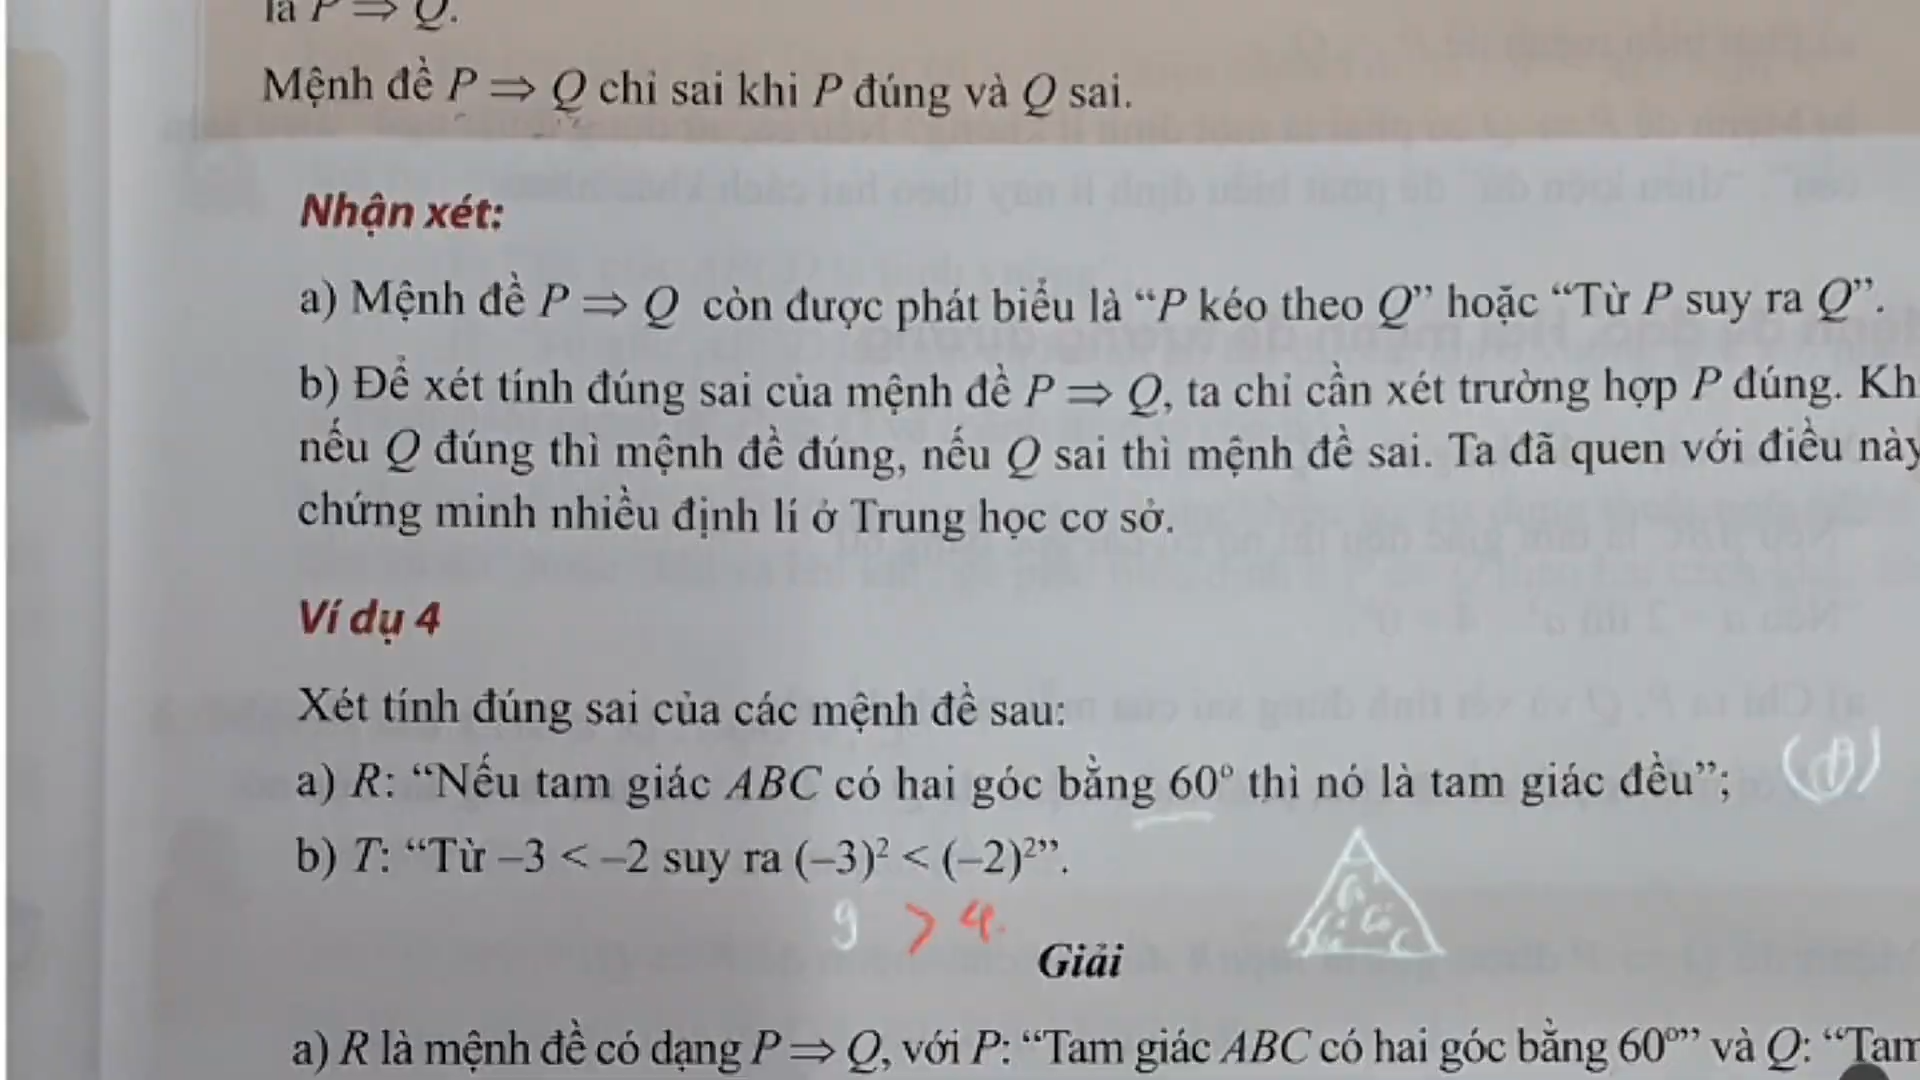 là P ⇒ Q.
Mệnh đề P ⇒ Q chỉ sai khi P đúng và Q sai.
Nhận xét:
a) Mệnh đề P ⇒ Q còn được phát biểu là “P kéo theo Q” hoặc “Từ P suy ra Q”.
b) Để xét tính đúng sai của mệnh đề P ⇒ Q, ta chỉ cần xét trường hợp P đúng. Kh
nếu Q đúng thì mệnh đề đúng, nếu Q sai thì mệnh đề sai. Ta đã quen với điều này
chứng minh nhiều định lí ở Trung học cơ sở.
Ví dụ 4
Xét tính đúng sai của các mệnh đề sau:
a) R: “Nếu tam giác ABC có hai góc bằng 60° thì nó là tam giác đều”; (đ)
b) T: “Từ –3 < –2 suy ra (–3)² < (–2)²”.
9 > 4.
Giải
a) R là mệnh đề có dạng P ⇒ Q, với P: “Tam giác ABC có hai góc bằng 60°” và Q: “Tam